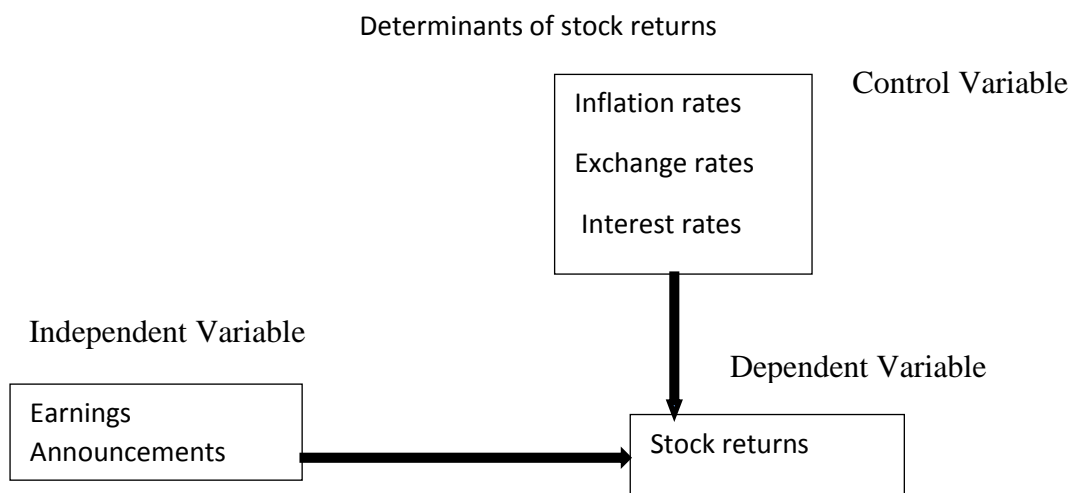 Determinants of stock returns
Control Variable
Inflation rates
Exchange rates
Interest rates
Independent Variable
Dependent Variable
Earnings
Announcements
Stock returns